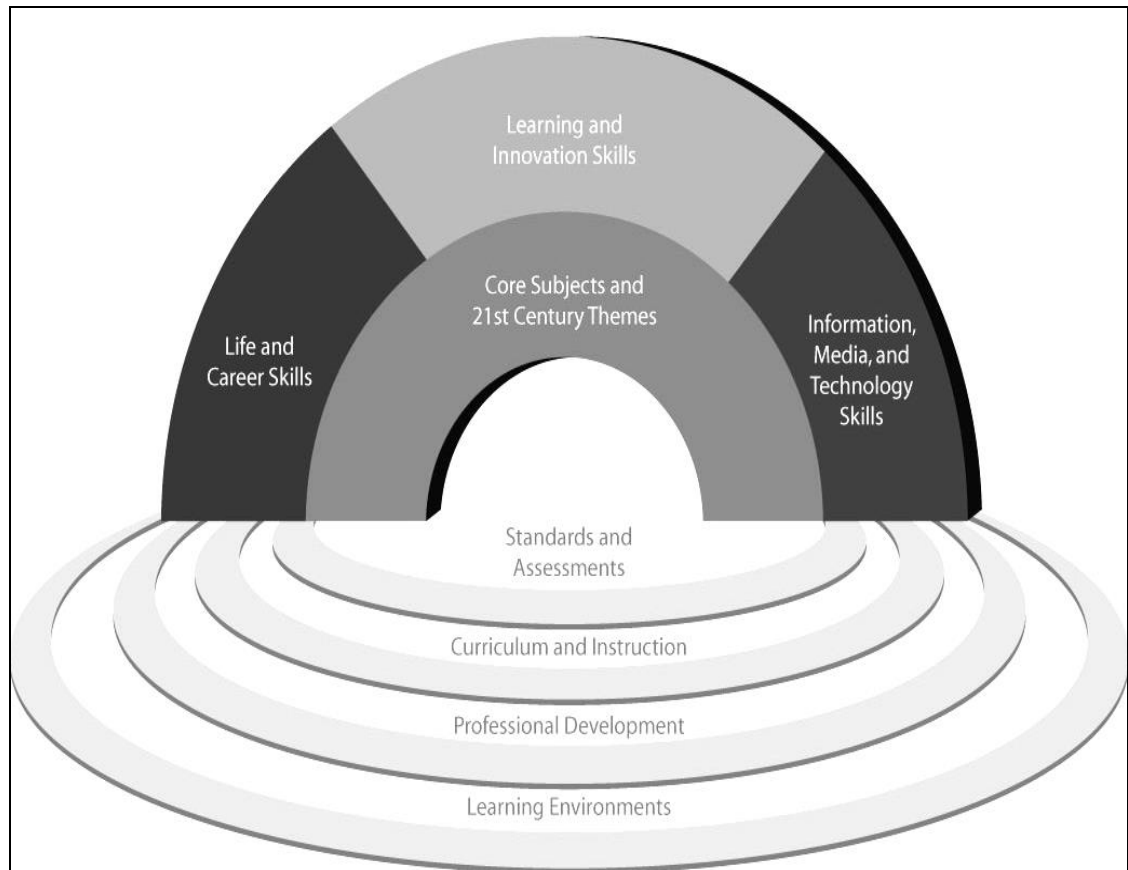 Learning and
Innovation Skills
Core Subjects and
21st Century Themes
Life and
Career Skills
Information,
Media, and
Technology
Skills
Standards and
Assessments
Curriculum and Instruction
Professional Development
Learning Environments